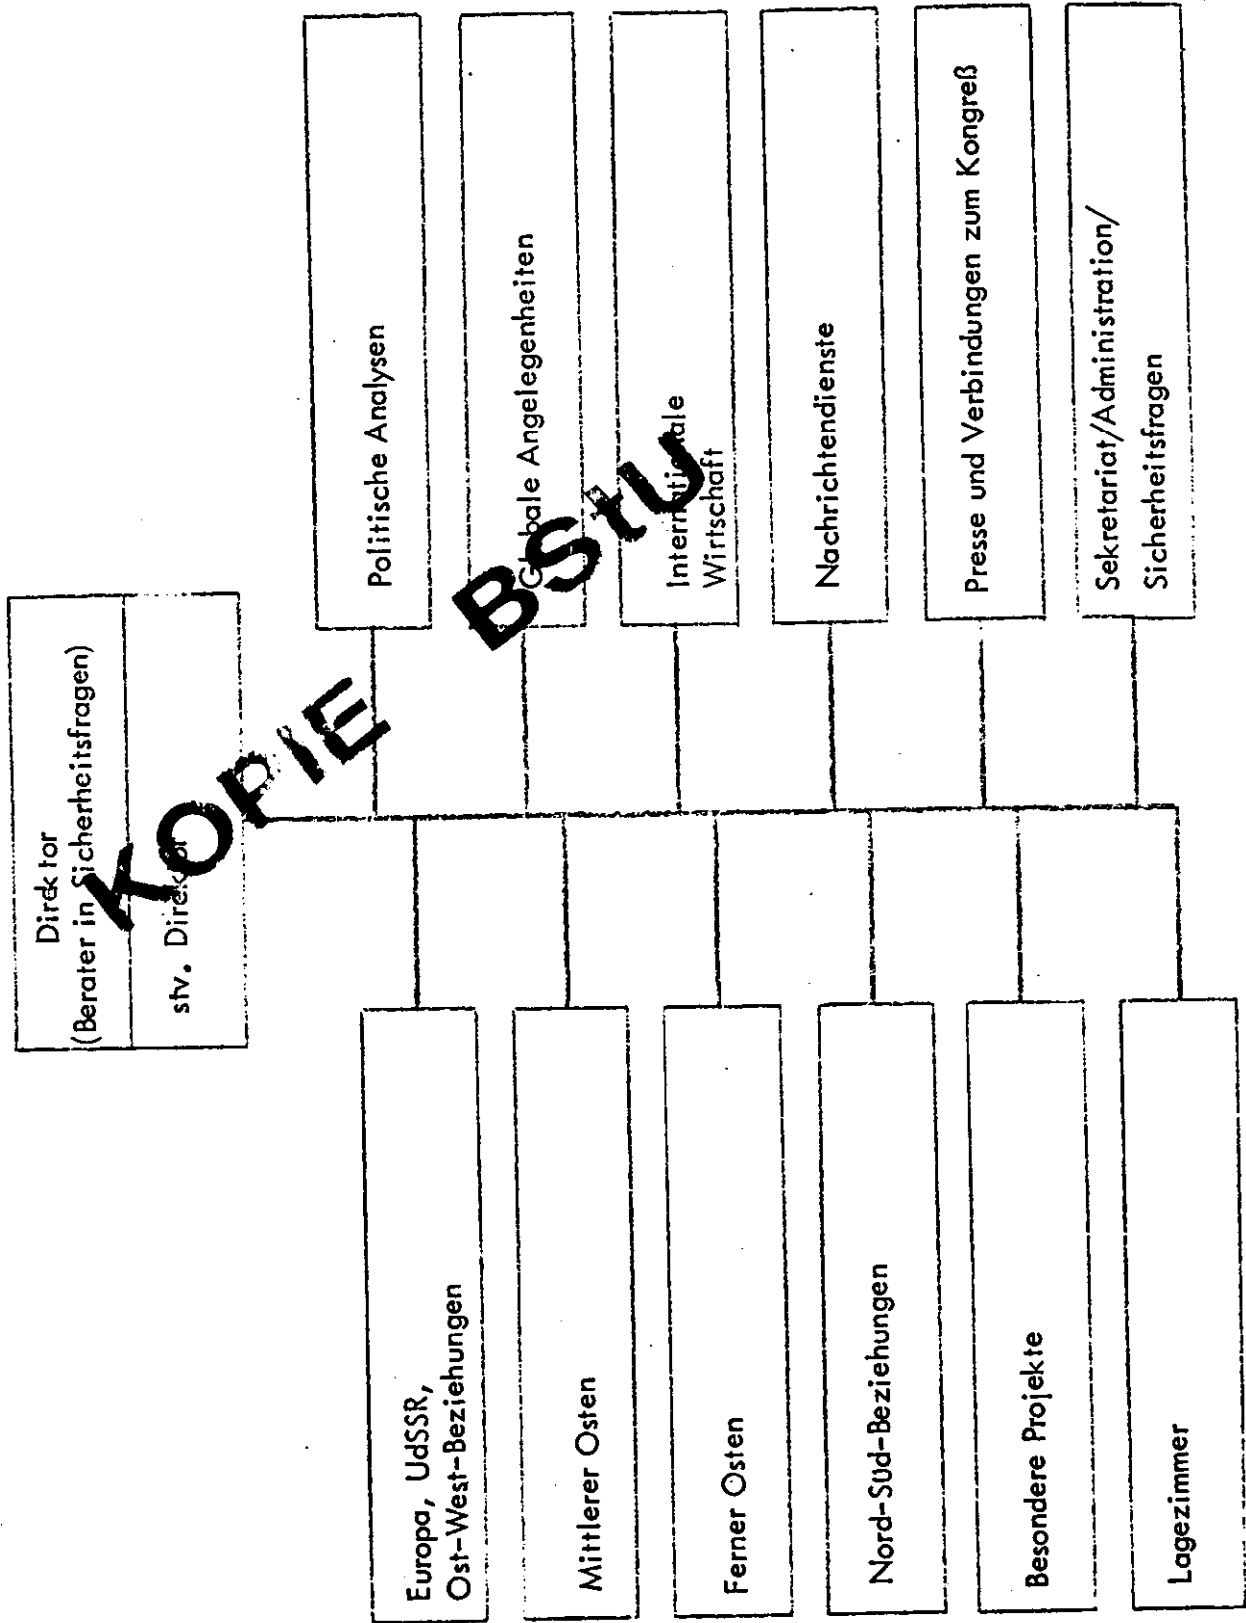 Direktor
(Berater in Sicherheitsfragen)
stv. Direktor
KOPIE BStU
Europa, UdSSR,
Ost-West-Beziehungen
Mittlerer Osten
Ferner Osten
Nord-Süd-Beziehungen
Besondere Projekte
Lagezimmer
Politische Analysen
Globale Angelegenheiten
Internationale
Wirtschaft
Nachrichtendienste
Presse und Verbindungen zum Kongreß
Sekretariat/Administration/
Sicherheitsfragen